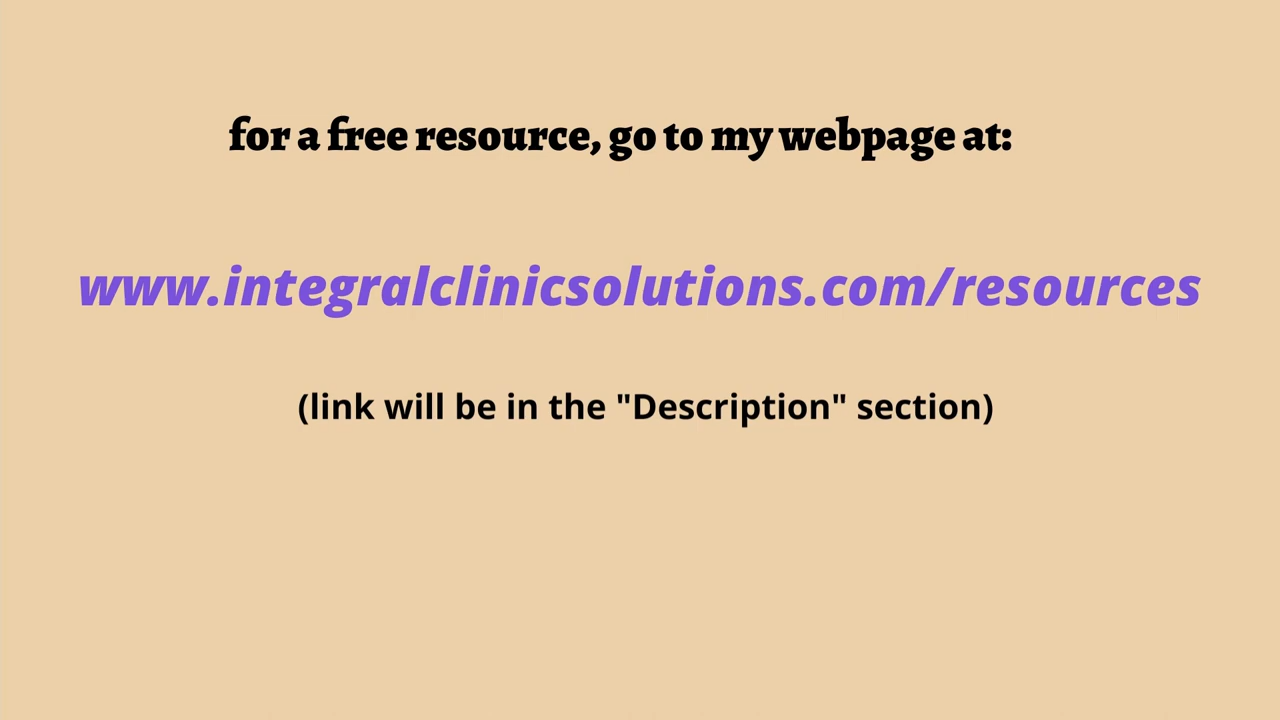 for a free resource, go to my webpage at:
www.integralclinicsolutions.com/resources
(link will be in the "Description" section)